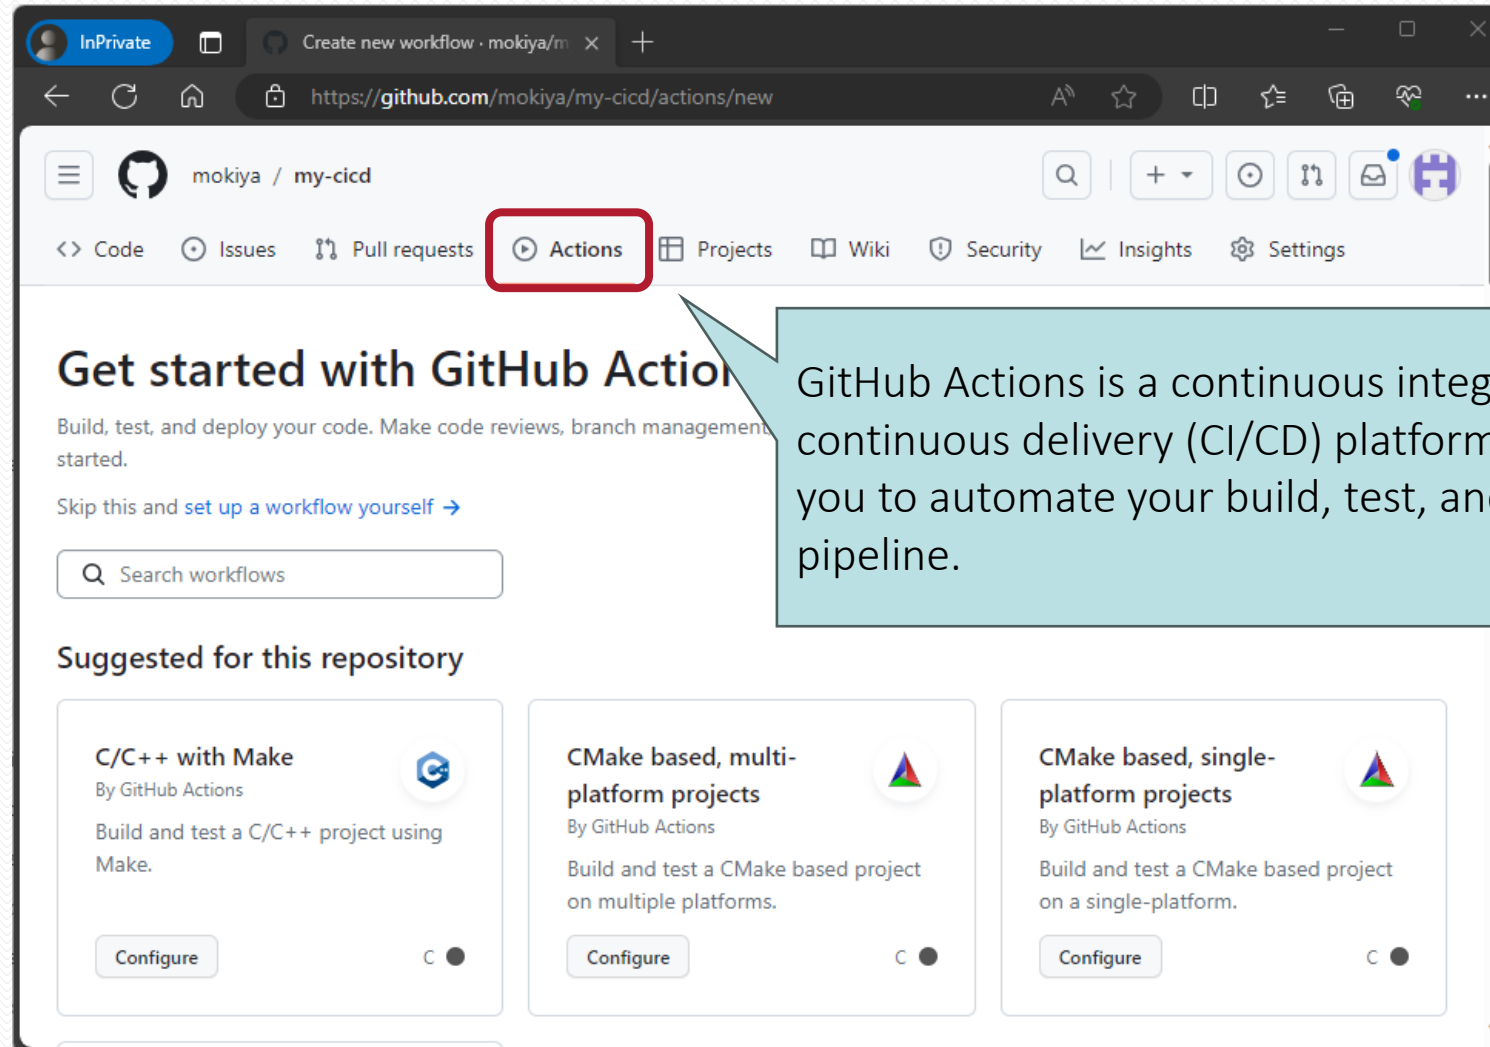 InPrivate
Create new workflow · mokiya/m
https://github.com/mokiya/my-cicd/actions/new
mokiya / my-cicd
Code Issues Pull requests Actions Projects Wiki Security Insights Settings
Get started with GitHub Action
Build, test, and deploy your code. Make code reviews, branch management,
started.
Skip this and set up a workflow yourself →
Search workflows
GitHub Actions is a continuous integ
continuous delivery (CI/CD) platform
you to automate your build, test, and
pipeline.
Suggested for this repository
C/C++ with Make
By GitHub Actions
Build and test a C/C++ project using
Make.
Configure
C
CMake based, multi-
platform projects
By GitHub Actions
Build and test a CMake based project
on multiple platforms.
Configure
C
CMake based, single-
platform projects
By GitHub Actions
Build and test a CMake based project
on a single-platform.
Configure
C